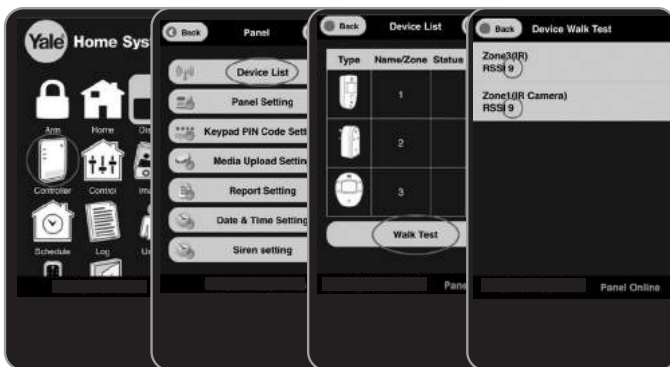 Yale Home Sys
Arm
Home
Dis
Controller
Control
Ima
Schedule
Log
Us
Back
Panel
Device List
Panel Setting
Keypad PIN Code Sett
Media Upload Settin
Report Setting
Date & Time Setting
Siren setting
Back
Device List
Type Name/Zone Status
1
2
3
Walk Test
Pane
Back
Device Walk Test
Zone3(IR)
RSSI 9
Zone1(IR Camera)
RSSI 9
Panel Online